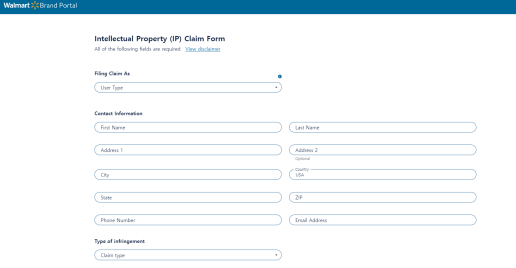 Walmart Brand Portal
Intellectual Property (IP) Claim Form
All of the following fields are required View disclaimer
Filing Claim As
User Type
Contact Information
First Name
Last Name
Address 1
Address 2
Optional
City
Country
USA
State
ZIP
Phone Number
Email Address
Type of infringement
Claim type